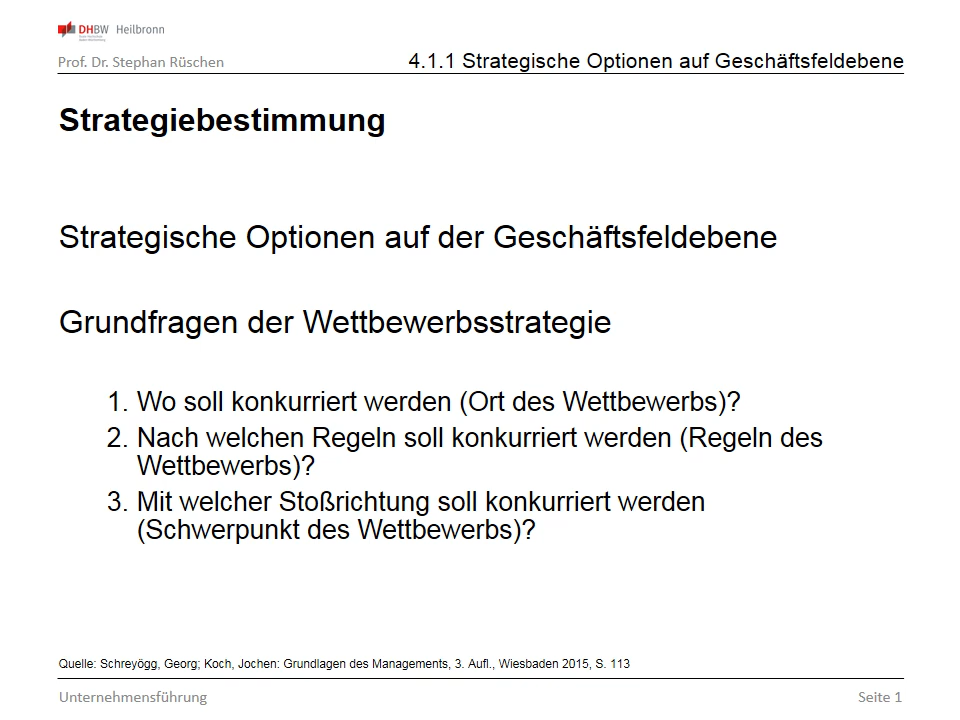 DHBW Heilbronn
Prof. Dr. Stephan Rüschen
4.1.1 Strategische Optionen auf Geschäftsfeldebene
Strategiebestimmung
Strategische Optionen auf der Geschäftsfeldebene
Grundfragen der Wettbewerbsstrategie
1. Wo soll konkurriert werden (Ort des Wettbewerbs)?
2. Nach welchen Regeln soll konkurriert werden (Regeln des
Wettbewerbs)?
3. Mit welcher Stoßrichtung soll konkurriert werden
(Schwerpunkt des Wettbewerbs)?
Quelle: Schreyögg, Georg; Koch, Jochen: Grundlagen des Managements, 3. Aufl., Wiesbaden 2015, S. 113
Unternehmensführung
Seite 1